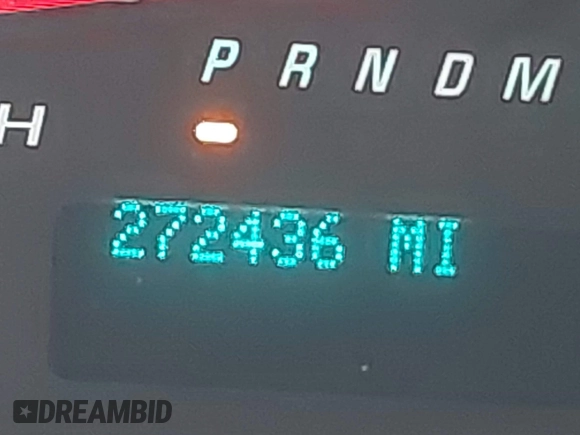 P R N D M
H
272496 MI
DREAMBID